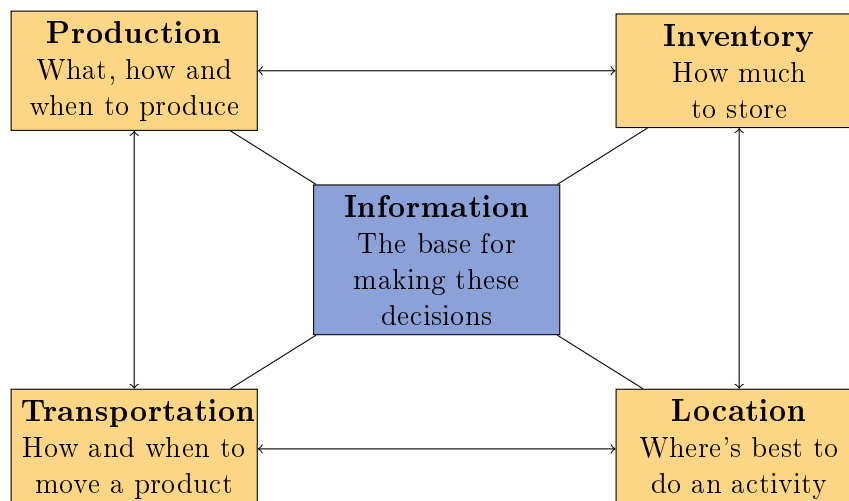 Production
What, how and
when to produce
Inventory
How much
to store
Information
The base for
making these
decisions
Transportation
How and when to
move a product
Location
Where's best to
do an activity